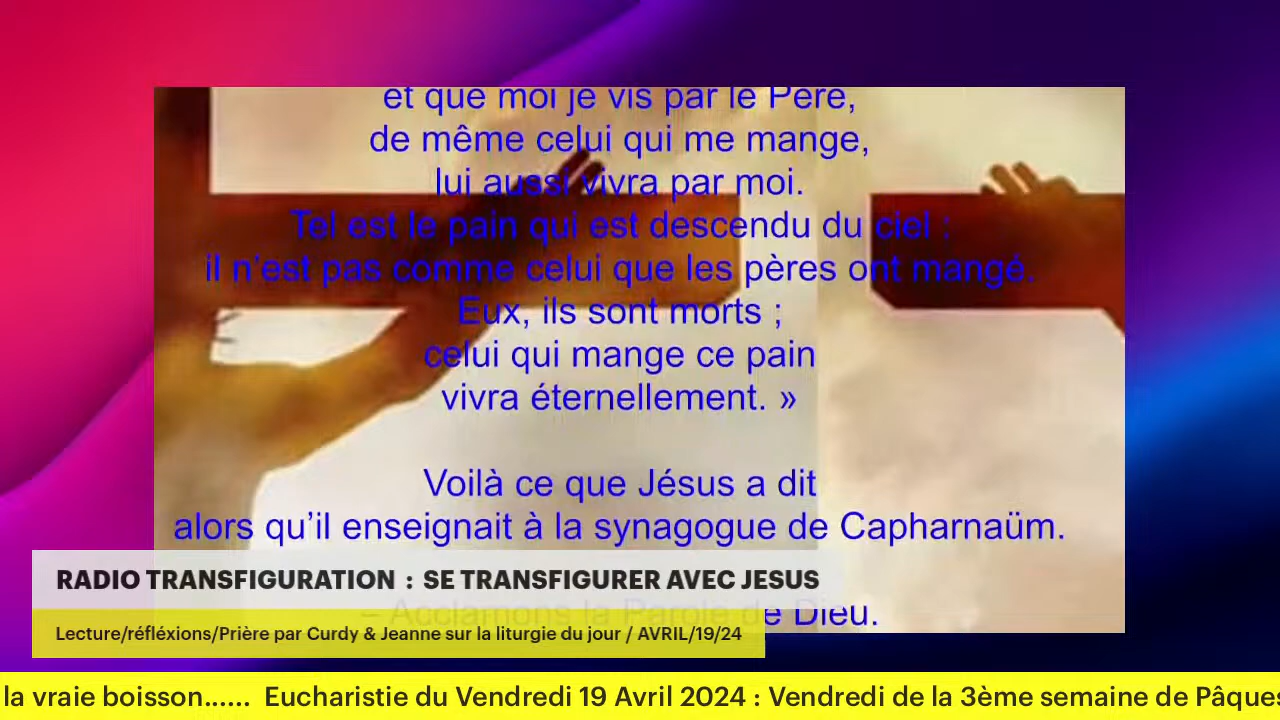 et que moi je vis par le Père,
de même celui qui me mange,
lui aussi vivra par moi.
Tel est le pain qui est descendu du ciel :
il n’est pas comme celui que les pères ont mangé.
Eux, ils sont morts ;
celui qui mange ce pain
vivra éternellement. »
Voilà ce que Jésus a dit
alors qu’il enseignait à la synagogue de Capharnaüm.
– Acclamons la Parole de Dieu.
RADIO TRANSFIGURATION : SE TRANSFIGURER AVEC JESUS
Lecture/réfléxions/Prière par Curdy & Jeanne sur la liturgie du jour / AVRIL/19/24
la vraie boisson...... Eucharistie du Vendredi 19 Avril 2024 : Vendredi de la 3ème semaine de Pâques